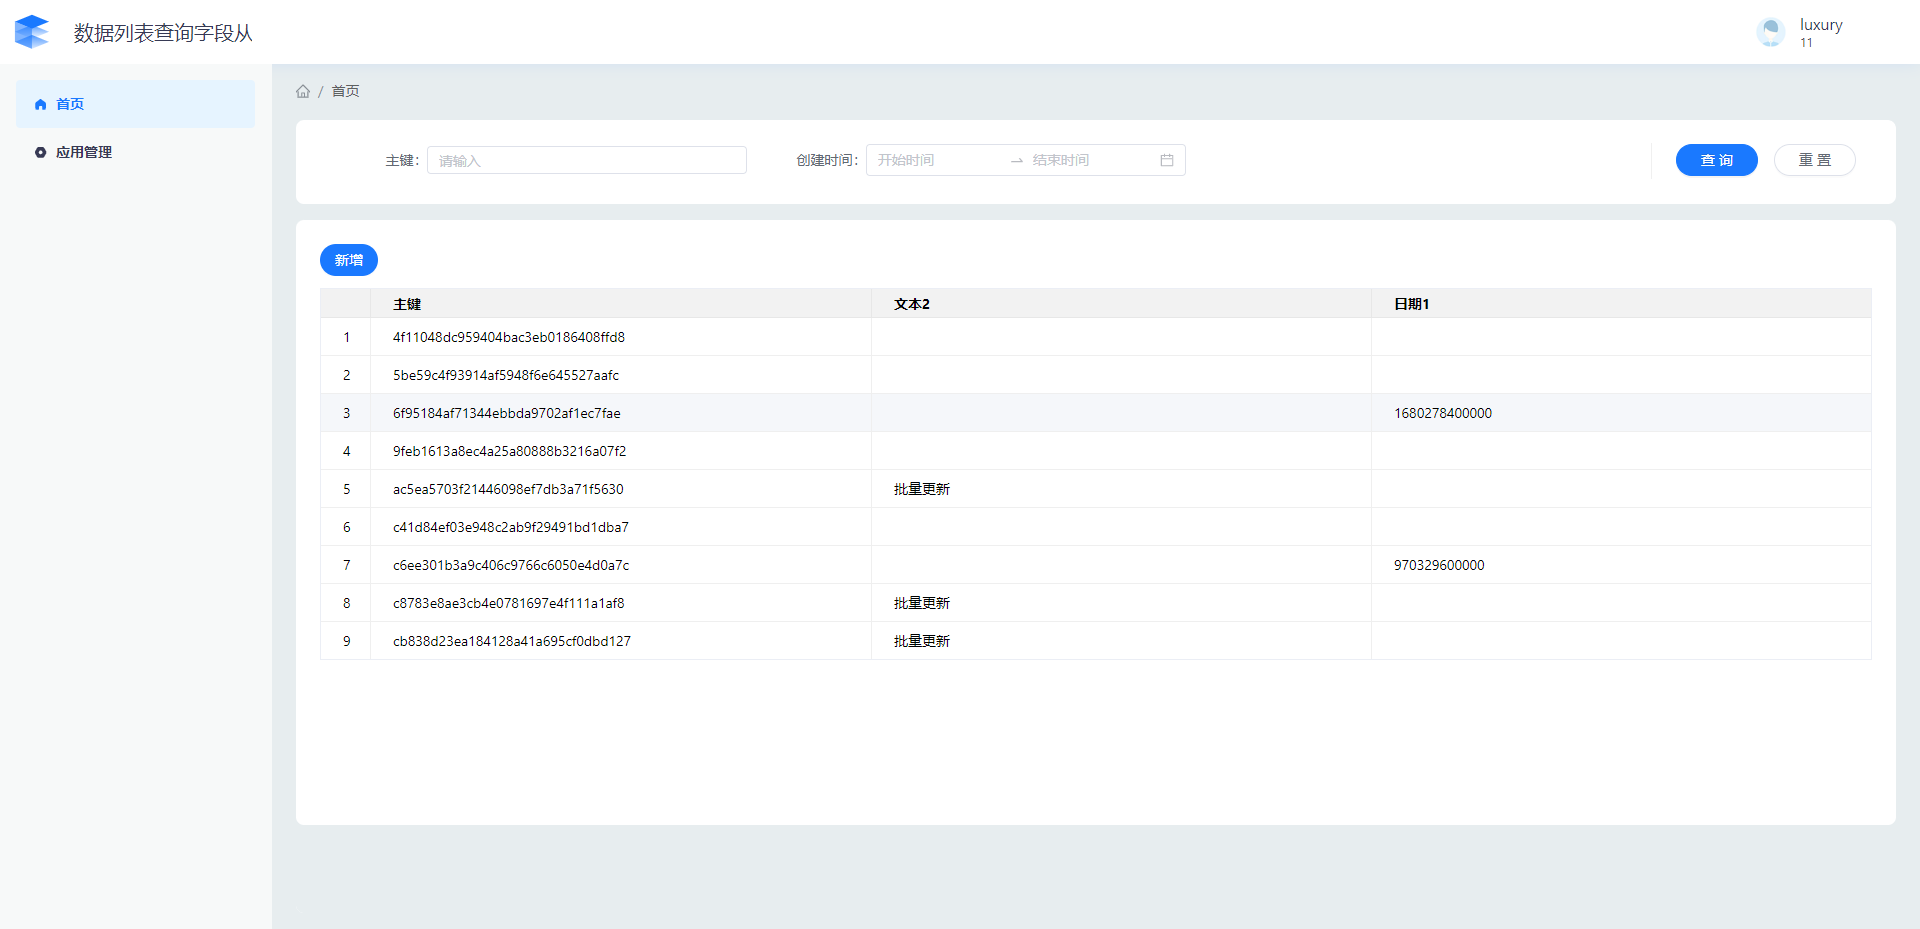 数据列表查询字段从
luxury
11
首页
应用管理
/ 首页
主键: 请输入 创建时间: 开始时间 → 结束时间 查 询 重 置
新增
主键 文本2 日期1
1 4f11048dc959404bac3eb0186408ffd8
2 5be59c4f93914af5948f6e645527aafc
3 6f95184af71344ebbda9702af1ec7fae 1680278400000
4 9feb1613a8ec4a25a80888b3216a07f2
5 ac5ea5703f21446098ef7db3a71f5630 批量更新
6 c41d84ef03e948c2ab9f29491bd1dba7
7 c6ee301b3a9c406c9766c6050e4d0a7c 970329600000
8 c8783e8ae3cb4e0781697e4f111a1af8 批量更新
9 cb838d23ea184128a41a695cf0dbd127 批量更新